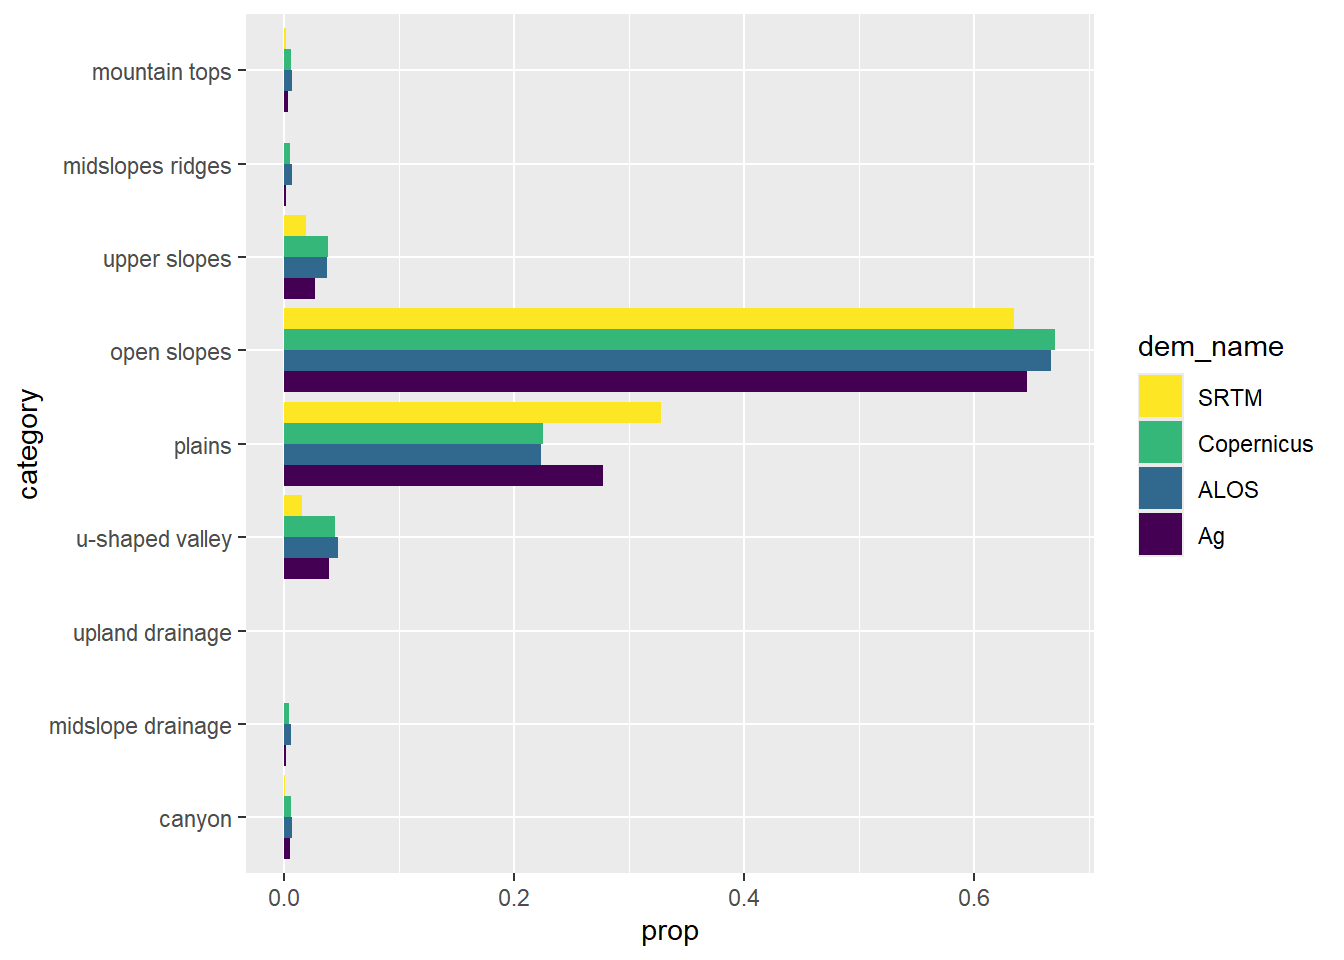 mountain tops
midslopes ridges
upper slopes
open slopes
plains
u-shaped valley
upland drainage
midslope drainage
canyon
category
0.0 0.2 0.4 0.6
prop
dem_name
SRTM
Copernicus
ALOS
Ag